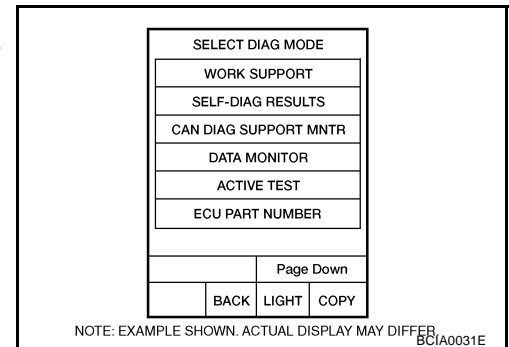 SELECT DIAG MODE
WORK SUPPORT
SELF-DIAG RESULTS
CAN DIAG SUPPORT MNTR
DATA MONITOR
ACTIVE TEST
ECU PART NUMBER
Page Down
BACK LIGHT COPY
NOTE: EXAMPLE SHOWN. ACTUAL DISPLAY MAY DIFFER.
BCIA0031E